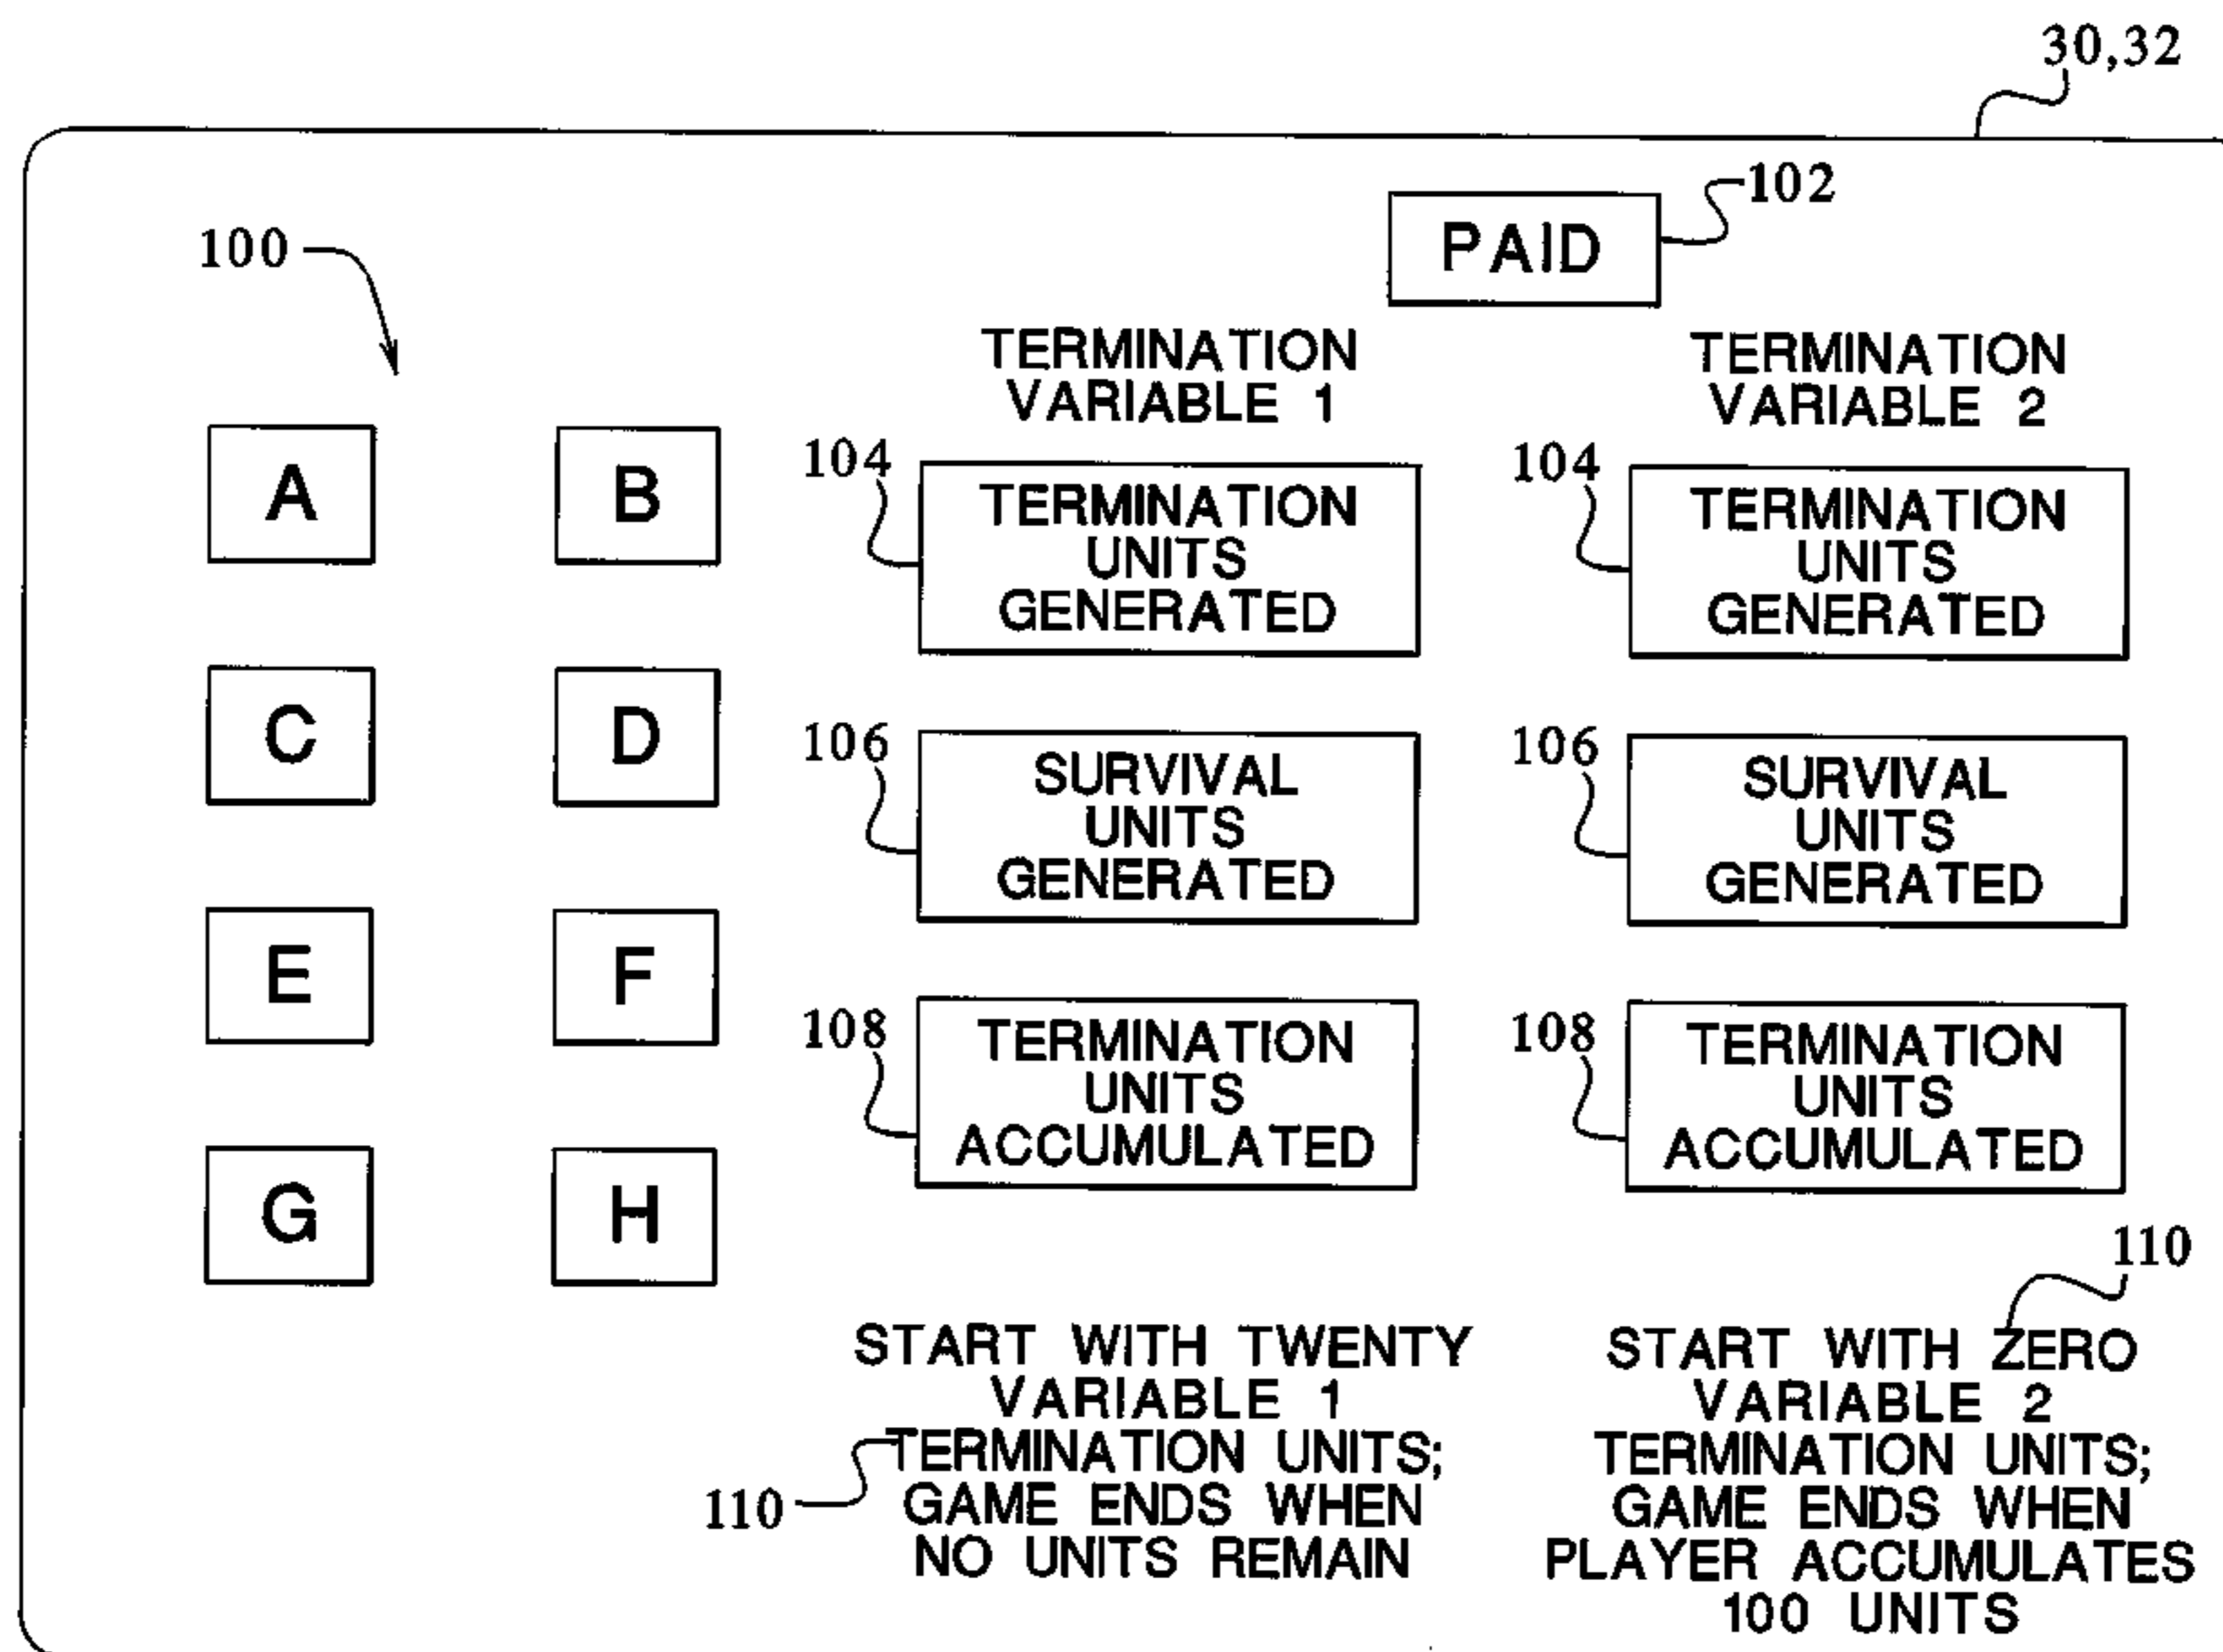 30,32
102
PAID
100
TERMINATION
VARIABLE 1
TERMINATION
VARIABLE 2
A
B
C
D
E
F
G
H
104
TERMINATION
UNITS
GENERATED
104
TERMINATION
UNITS
GENERATED
106
SURVIVAL
UNITS
GENERATED
106
SURVIVAL
UNITS
GENERATED
108
TERMINATION
UNITS
ACCUMULATED
108
TERMINATION
UNITS
ACCUMULATED
110
START WITH TWENTY
VARIABLE 1
TERMINATION UNITS;
GAME ENDS WHEN
NO UNITS REMAIN
110
START WITH ZERO
VARIABLE 2
TERMINATION UNITS;
GAME ENDS WHEN
PLAYER ACCUMULATES
100 UNITS